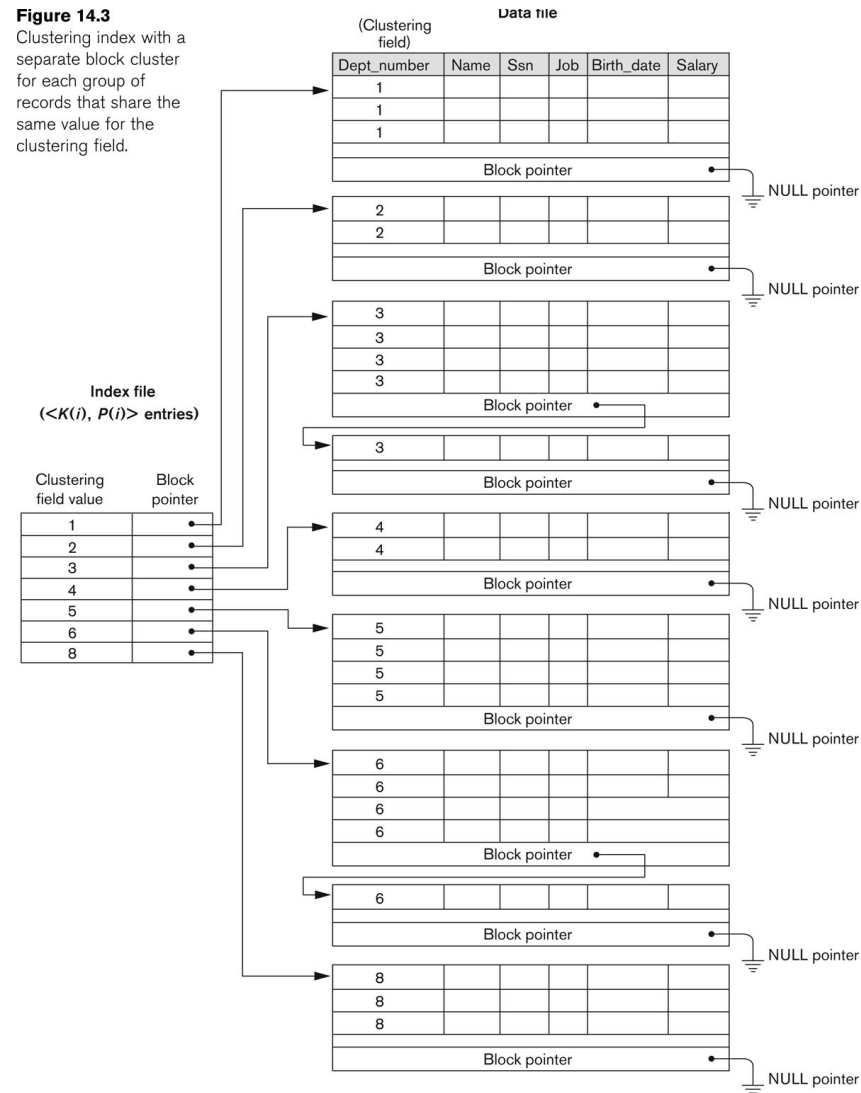 Figure 14.3
Clustering index with a
separate block cluster
for each group of
records that share the
same value for the
clustering field.
Data file
(Clustering
field)
Dept_number Name Ssn Job Birth_date Salary
1
1
1
Block pointer
NULL pointer
2
2
Block pointer
NULL pointer
3
3
3
3
Block pointer
3
Block pointer
NULL pointer
4
4
Block pointer
NULL pointer
5
5
5
5
Block pointer
NULL pointer
6
6
6
6
Block pointer
6
Block pointer
NULL pointer
8
8
8
Block pointer
NULL pointer
Index file
(<K(i), P(i)> entries)
Clustering Block
field value pointer
1
2
3
4
5
6
8